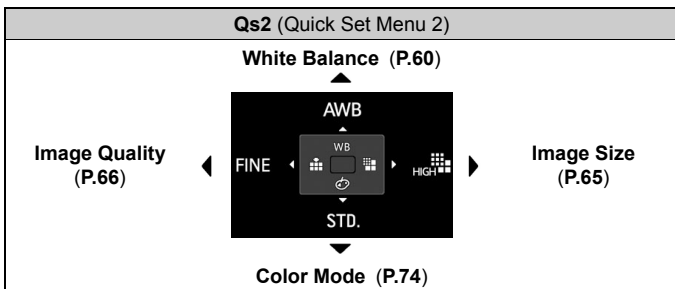 Qs2 (Quick Set Menu 2)
White Balance (P.60)
AWB
WB
Image Quality
(P.66)
FINE
HIGH
Image Size
(P.65)
STD.
Color Mode (P.74)